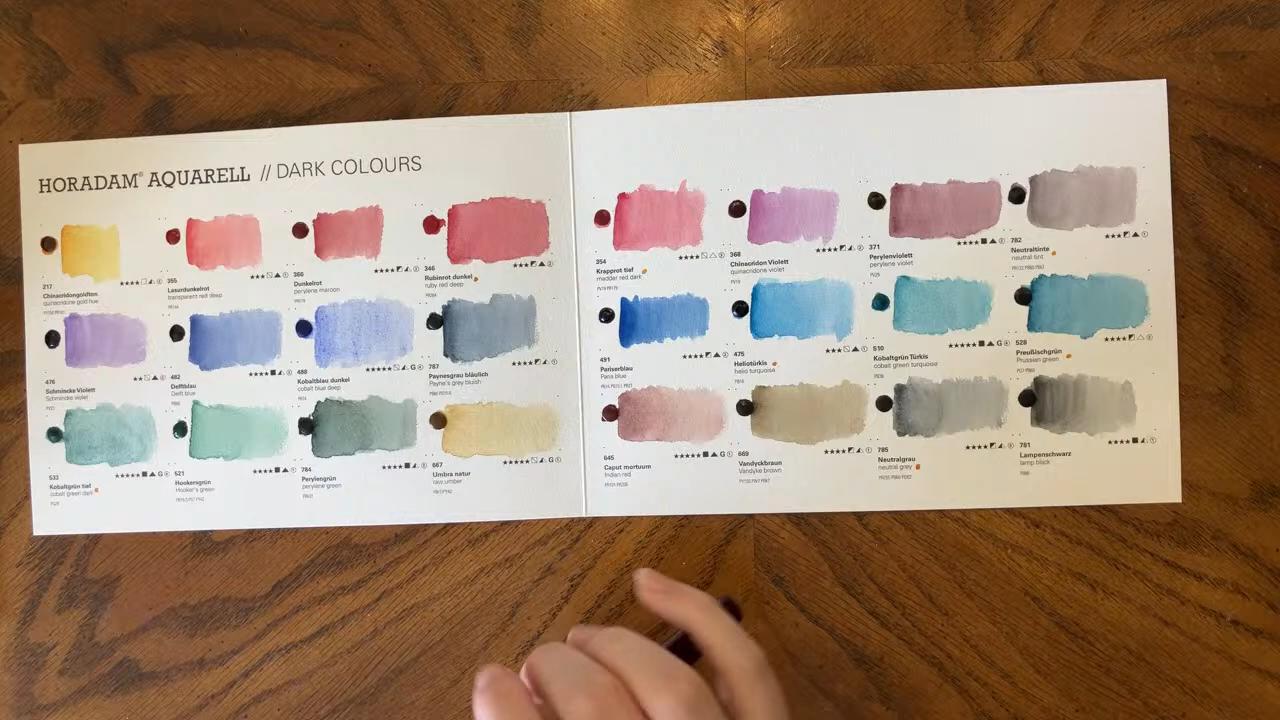 HORADAM® AQUARELL // DARK COLOURS
217
Chinacridongoldton
quinacridone gold hue
355
Lasurdunkelrot
transparent red deep
366
Dunkelrot
perylene maroon
346
Rubinrot dunkel
ruby red deep
354
Krapprot tief
madder red dark
368
Chinacridon Violett
quinacridone violet
371
Perylenviolett
perylene violet
782
Neutraltinte
neutral tint
476
Schmincke Violett
Schmincke violet
482
Delftblau
Delft blue
488
Kobaltblau dunkel
cobalt blue deep
787
Paynesgrau bläulich
Payne's grey bluish
491
Pariserblau
Paris blue
475
Heliotürkis
helio turquoise
510
Kobaltgrün Türkis
cobalt green turquoise
528
Preußischgrün
Prussian green
533
Kobaltgrün tief
cobalt green dark
521
Hookersgrün
Hooker's green
784
Perylengrün
perylene green
667
Umbra natur
raw umber
645
Caput mortuum
Indian red
669
Vandyckbraun
Vandyke brown
785
Neutralgrau
neutral grey
781
Lampenschwarz
lamp black